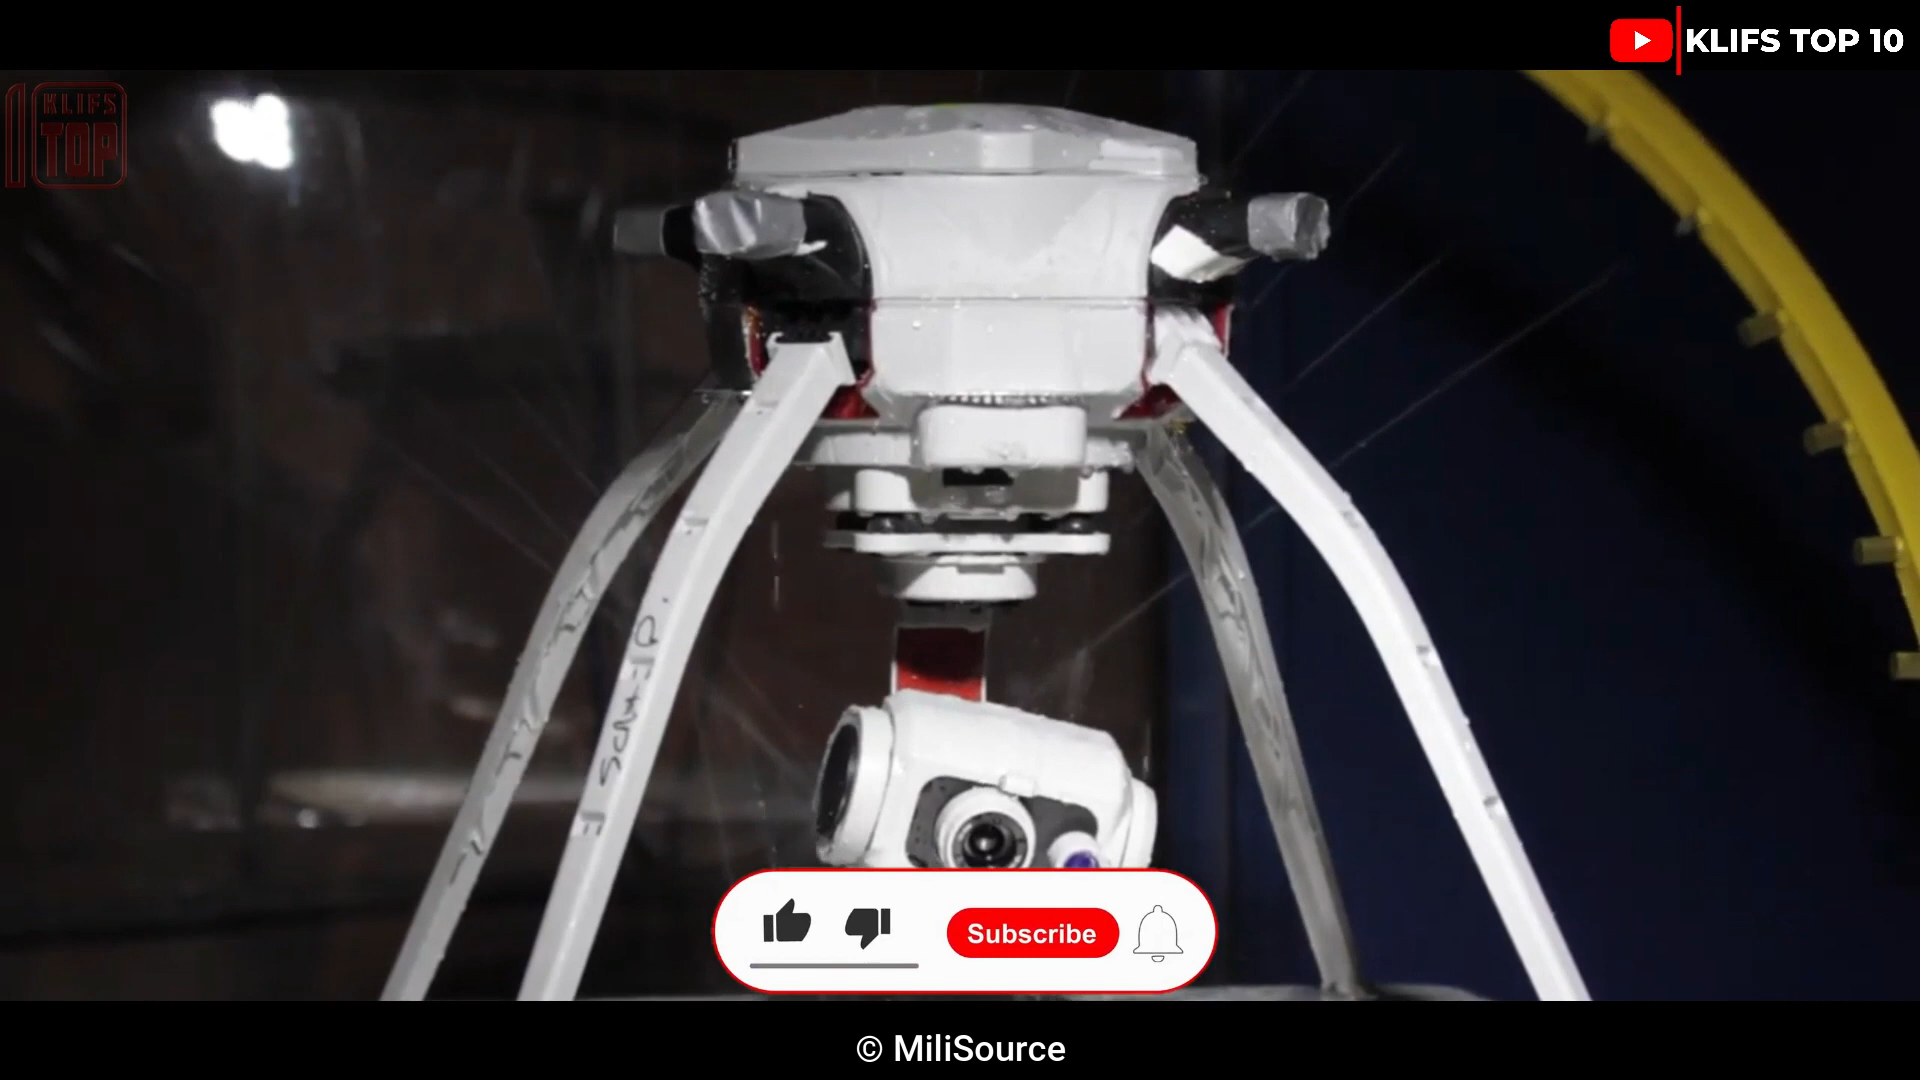 KLIFS TOP 10
KLIFS
TOP
Subscribe
© MiliSource